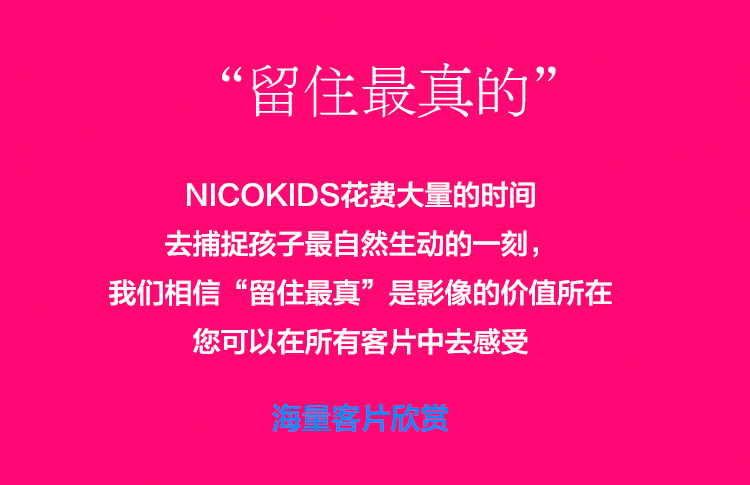 “留住最真的”
NICOKIDS花费大量的时间
去捕捉孩子最自然生动的一刻，
我们相信“留住最真”是影像的价值所在
您可以在所有客片中去感受
海量客片欣赏